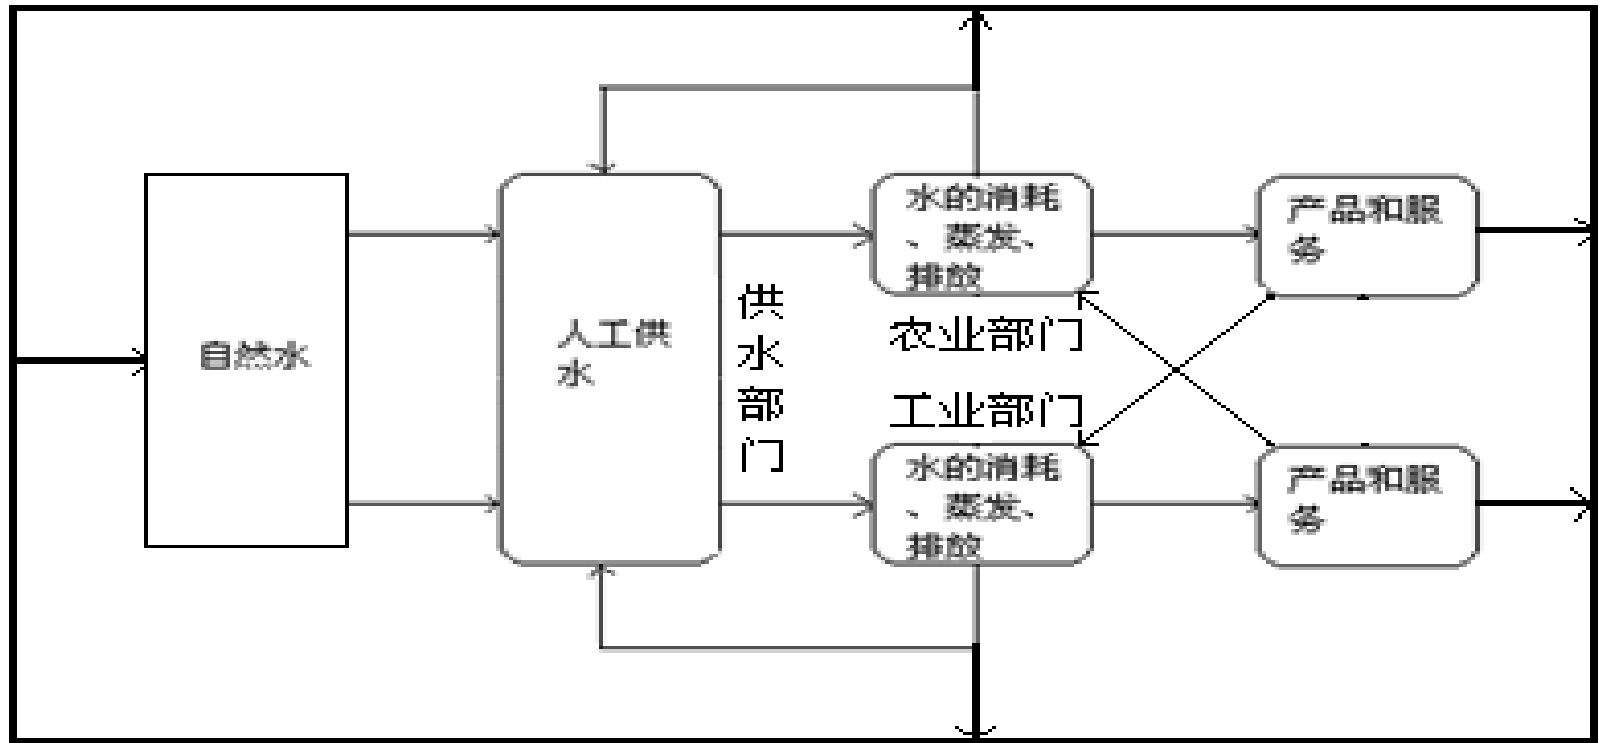 自然水
人工供
水
供
水
部
门
水的消耗
、蒸发、
排放
农业部门
产品和服
务
工业部门
水的消耗
、蒸发、
排放
产品和服
务